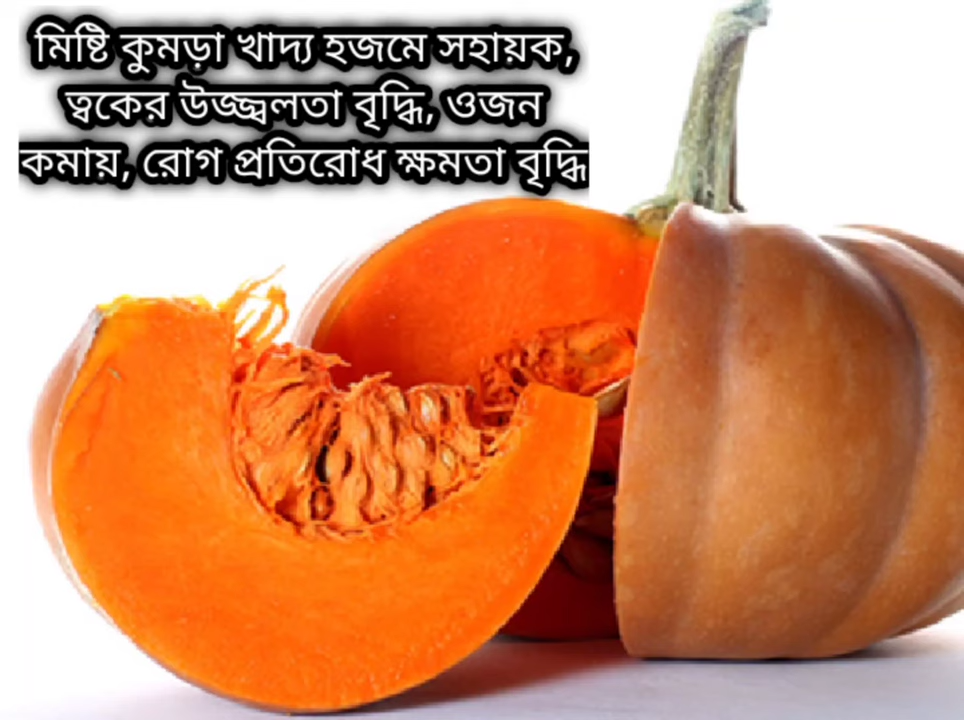 মিষ্টি কুমড়া খাদ্য হজমে সহায়ক,
ত্বকের উজ্জ্বলতা বৃদ্ধি, ওজন
কমায়, রোগ প্রতিরোধ ক্ষমতা বৃদ্ধি